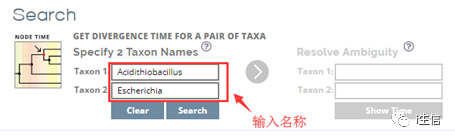 Search
NODE TIME
GET DIVERGENCE TIME FOR A PAIR OF TAXA
Specify 2 Taxon Names ?
Resolve Ambiguity ?
Taxon 1 Acidithiobacillus
Taxon 1:
Taxon 2 Escherichia
Taxon 2:
Clear Search
Show Time
输入名称
i生信